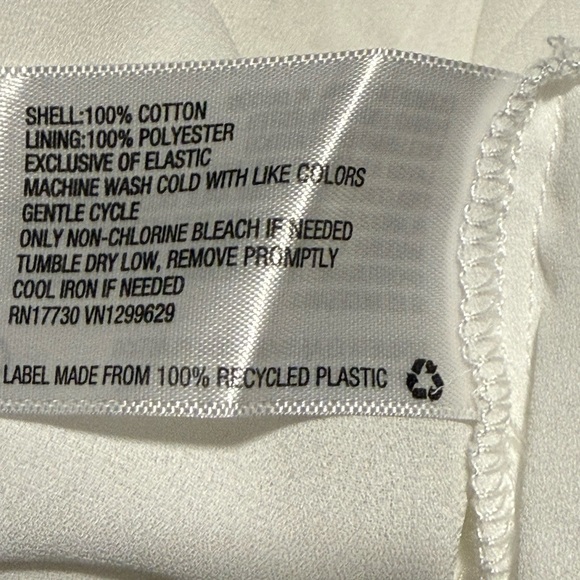 SHELL:100% COTTON
LINING:100% POLYESTER
EXCLUSIVE OF ELASTIC
MACHINE WASH COLD WITH LIKE COLORS
GENTLE CYCLE
ONLY NON-CHLORINE BLEACH IF NEEDED
TUMBLE DRY LOW, REMOVE PROMPTLY
COOL IRON IF NEEDED
RN17730 VN1299629
LABEL MADE FROM 100% RECYCLED PLASTIC